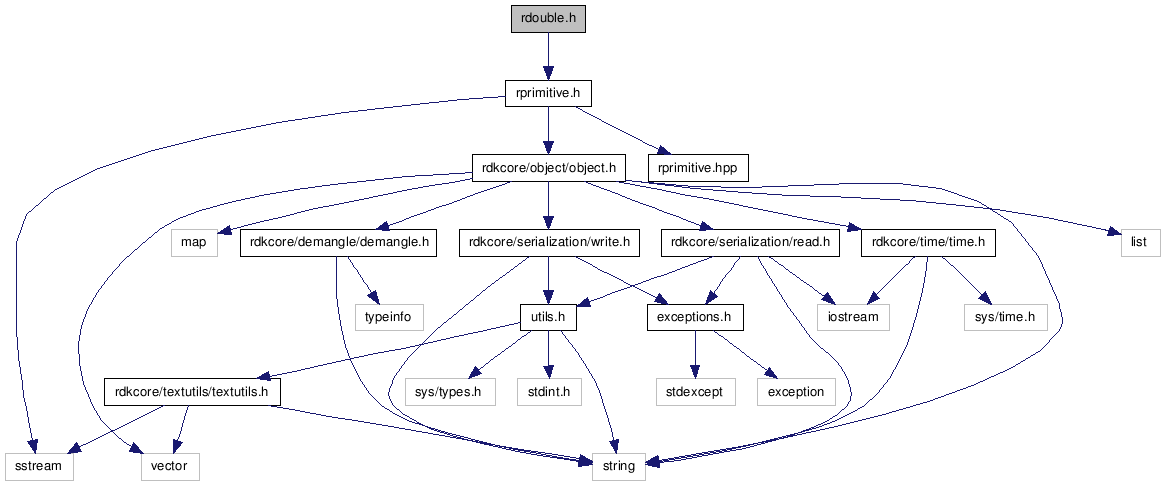 rdouble.h
rprimitive.h
rdkcore/object/object.h
rprimitive.hpp
map
rdkcore/demangle/demangle.h
rdkcore/serialization/write.h
rdkcore/serialization/read.h
rdkcore/time/time.h
list
typeinfo
utils.h
exceptions.h
iostream
sys/time.h
rdkcore/textutils/textutils.h
sys/types.h
stdint.h
stdexcept
exception
sstream
vector
string